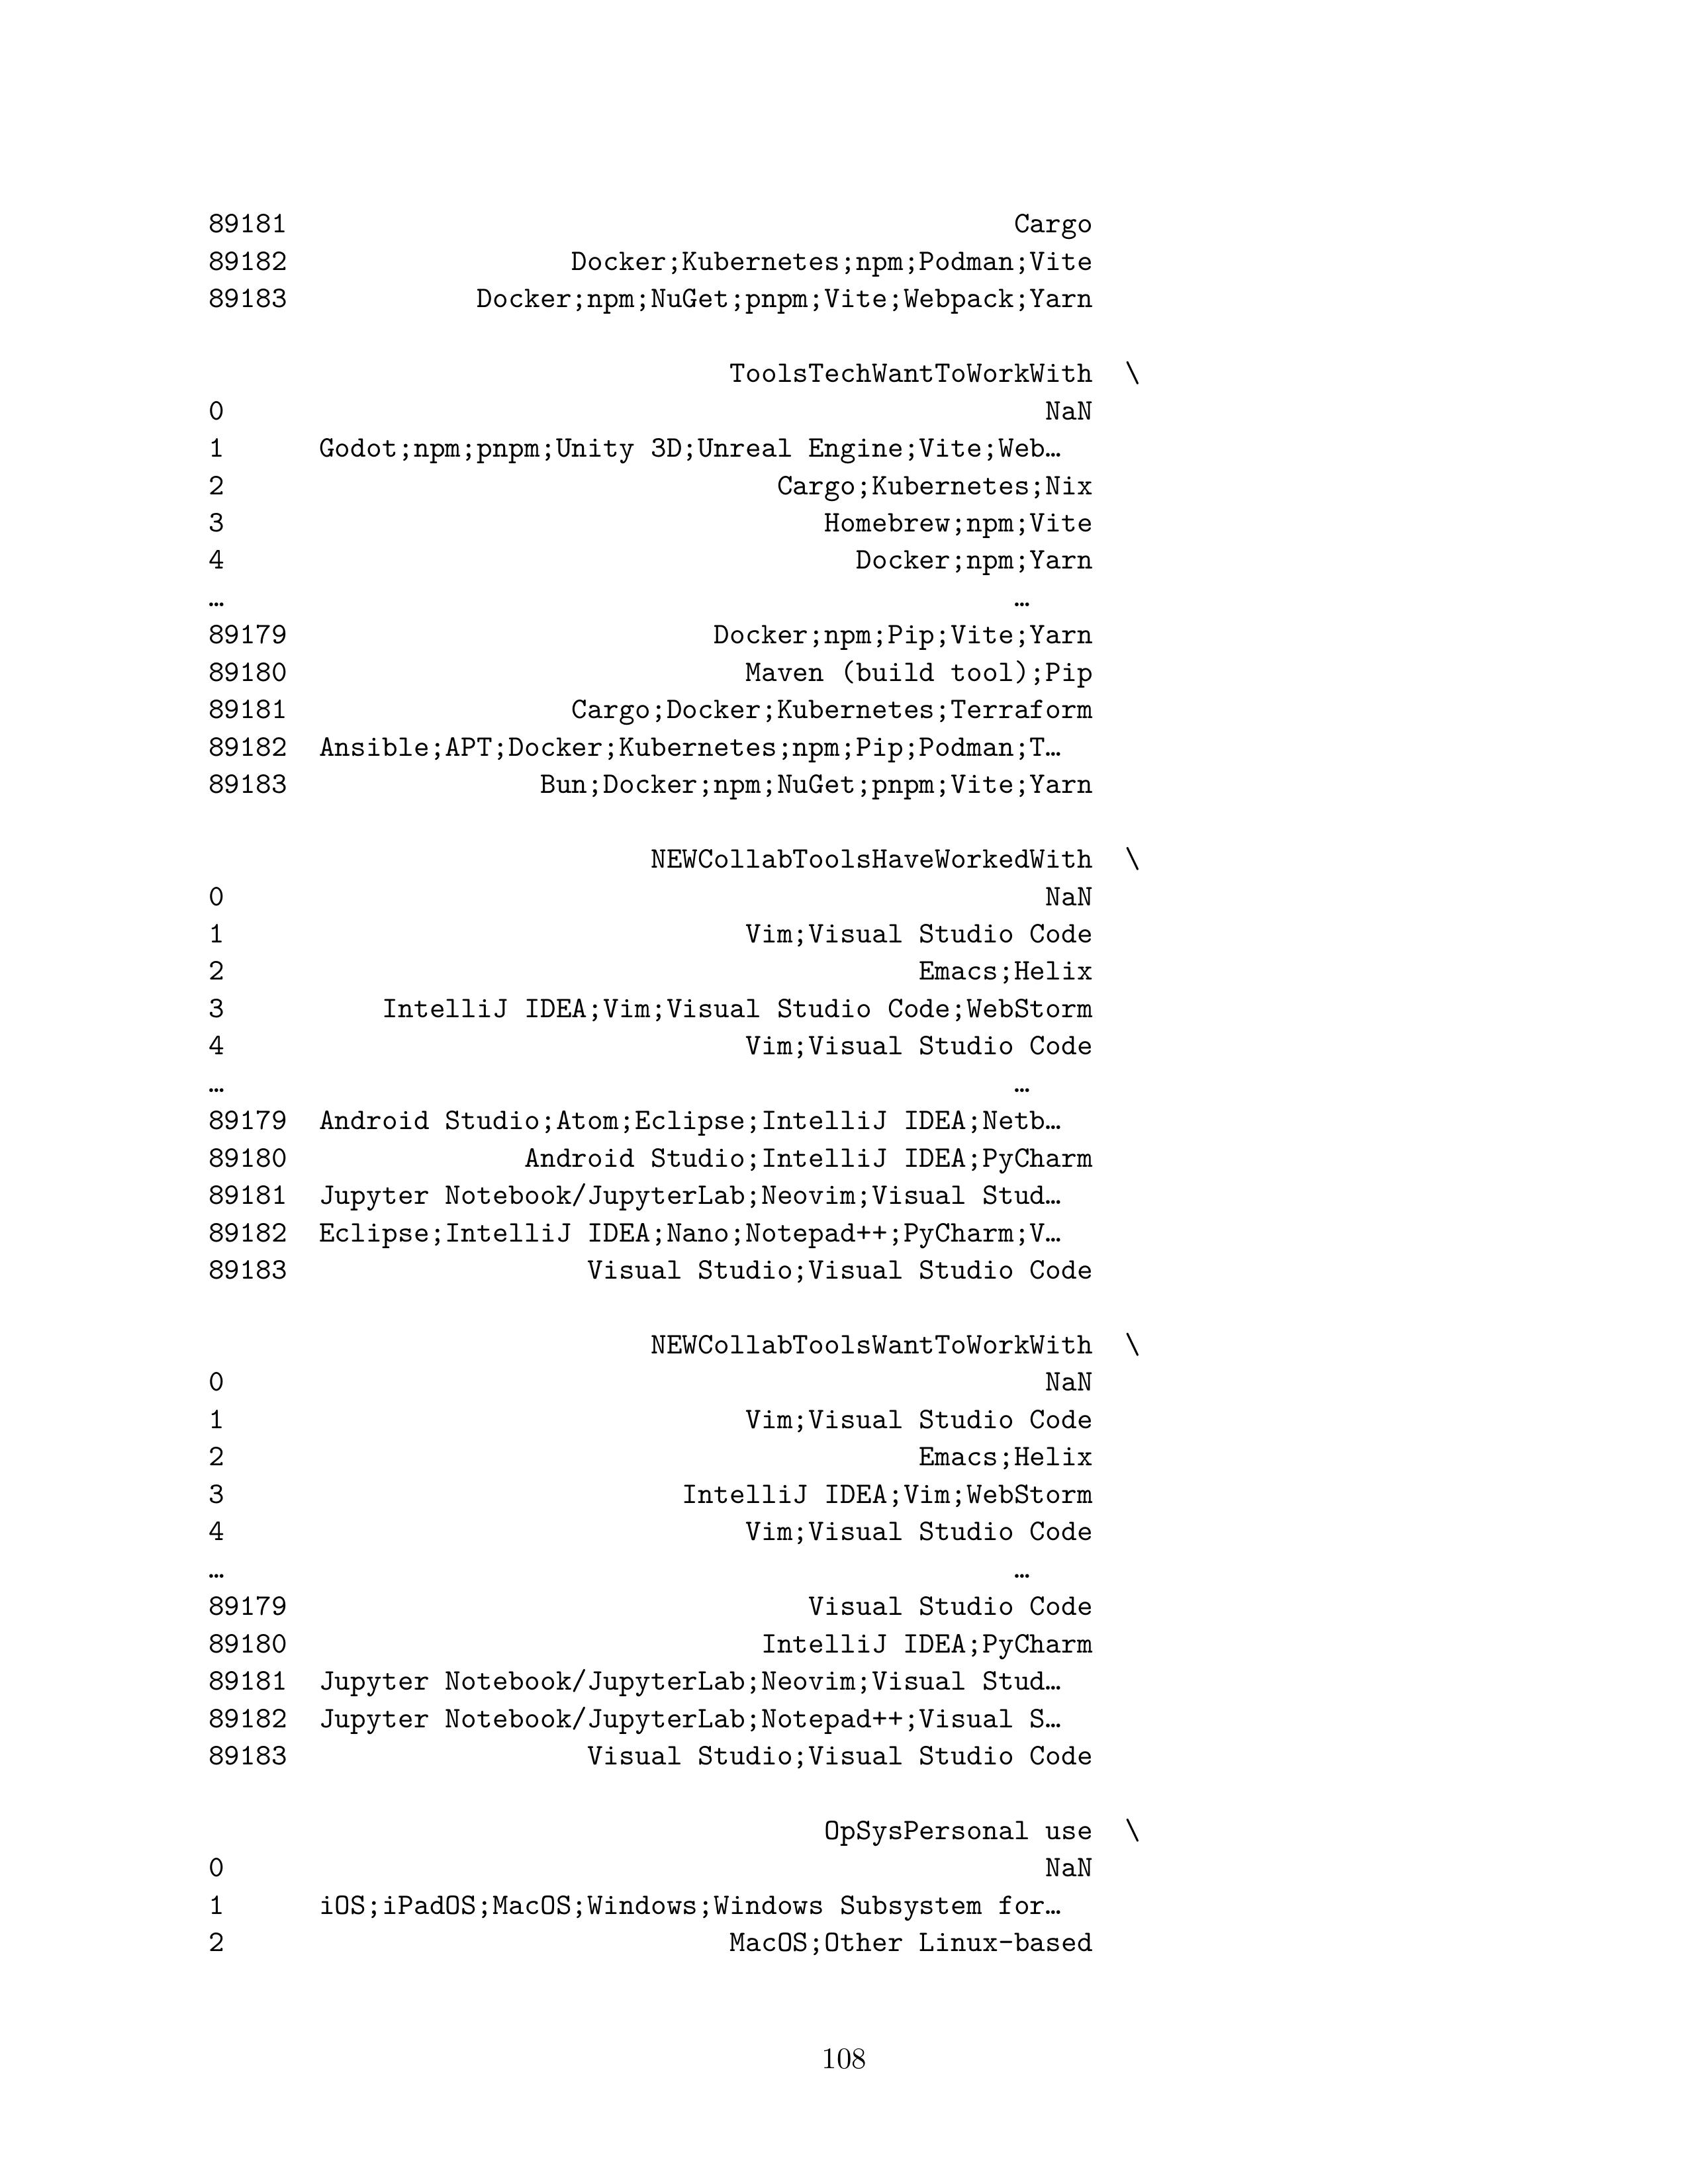 89181 Cargo
89182 Docker;Kubernetes;npm;Podman;Vite
89183 Docker;npm;NuGet;pnpm;Vite;Webpack;Yarn
ToolsTechWantToWorkWith \
0 NaN
1 Godot;npm;pnpm;Unity 3D;Unreal Engine;Vite;Web…
2 Cargo;Kubernetes;Nix
3 Homebrew;npm;Vite
4 Docker;npm;Yarn
… …
89179 Docker;npm;Pip;Vite;Yarn
89180 Maven (build tool);Pip
89181 Cargo;Docker;Kubernetes;Terraform
89182 Ansible;APT;Docker;Kubernetes;npm;Pip;Podman;T…
89183 Bun;Docker;npm;NuGet;pnpm;Vite;Yarn
NEWCollabToolsHaveWorkedWith \
0 NaN
1 Vim;Visual Studio Code
2 Emacs;Helix
3 IntelliJ IDEA;Vim;Visual Studio Code;WebStorm
4 Vim;Visual Studio Code
… …
89179 Android Studio;Atom;Eclipse;IntelliJ IDEA;Netb…
89180 Android Studio;IntelliJ IDEA;PyCharm
89181 Jupyter Notebook/JupyterLab;Neovim;Visual Stud…
89182 Eclipse;IntelliJ IDEA;Nano;Notepad++;PyCharm;V…
89183 Visual Studio;Visual Studio Code
NEWCollabToolsWantToWorkWith \
0 NaN
1 Vim;Visual Studio Code
2 Emacs;Helix
3 IntelliJ IDEA;Vim;WebStorm
4 Vim;Visual Studio Code
… …
89179 Visual Studio Code
89180 IntelliJ IDEA;PyCharm
89181 Jupyter Notebook/JupyterLab;Neovim;Visual Stud…
89182 Jupyter Notebook/JupyterLab;Notepad++;Visual S…
89183 Visual Studio;Visual Studio Code
OpSysPersonal use \
0 NaN
1 iOS;iPadOS;MacOS;Windows;Windows Subsystem for…
2 MacOS;Other Linux-based
108